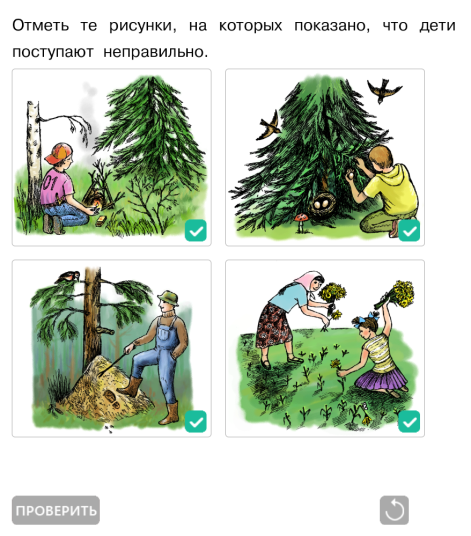 Отметь те рисунки, на которых показано, что дети
поступают неправильно.
ПРОВЕРИТЬ